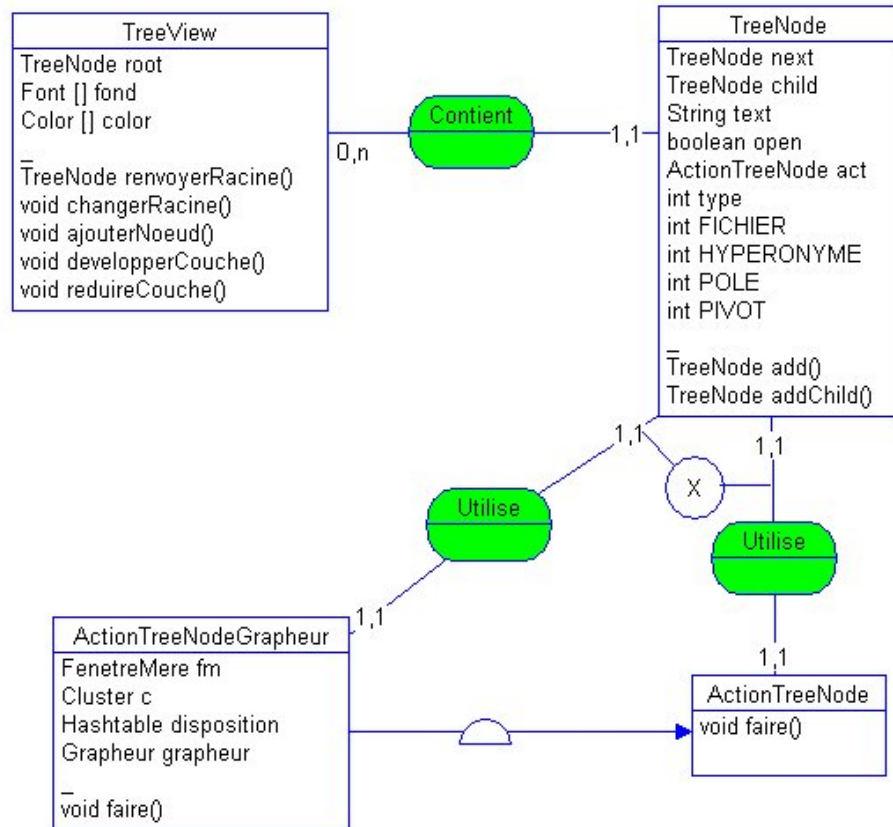 TreeView
TreeNode root
Font [] fond
Color [] color
_
TreeNode renvoyerRacine()
void changerRacine()
void ajouterNoeud()
void developperCouche()
void reduireCouche()
0,n
Contient
1,1
TreeNode
TreeNode next
TreeNode child
String text
boolean open
ActionTreeNode act
int type
int FICHIER
int HYPERONYME
int POLE
int PIVOT
_
TreeNode add()
TreeNode addChild()
1,1
1,1
X
Utilise
Utilise
1,1
1,1
ActionTreeNodeGrapheur
FenetreMere fm
Cluster c
Hashtable disposition
Grapheur grapheur
_
void faire()
ActionTreeNode
void faire()